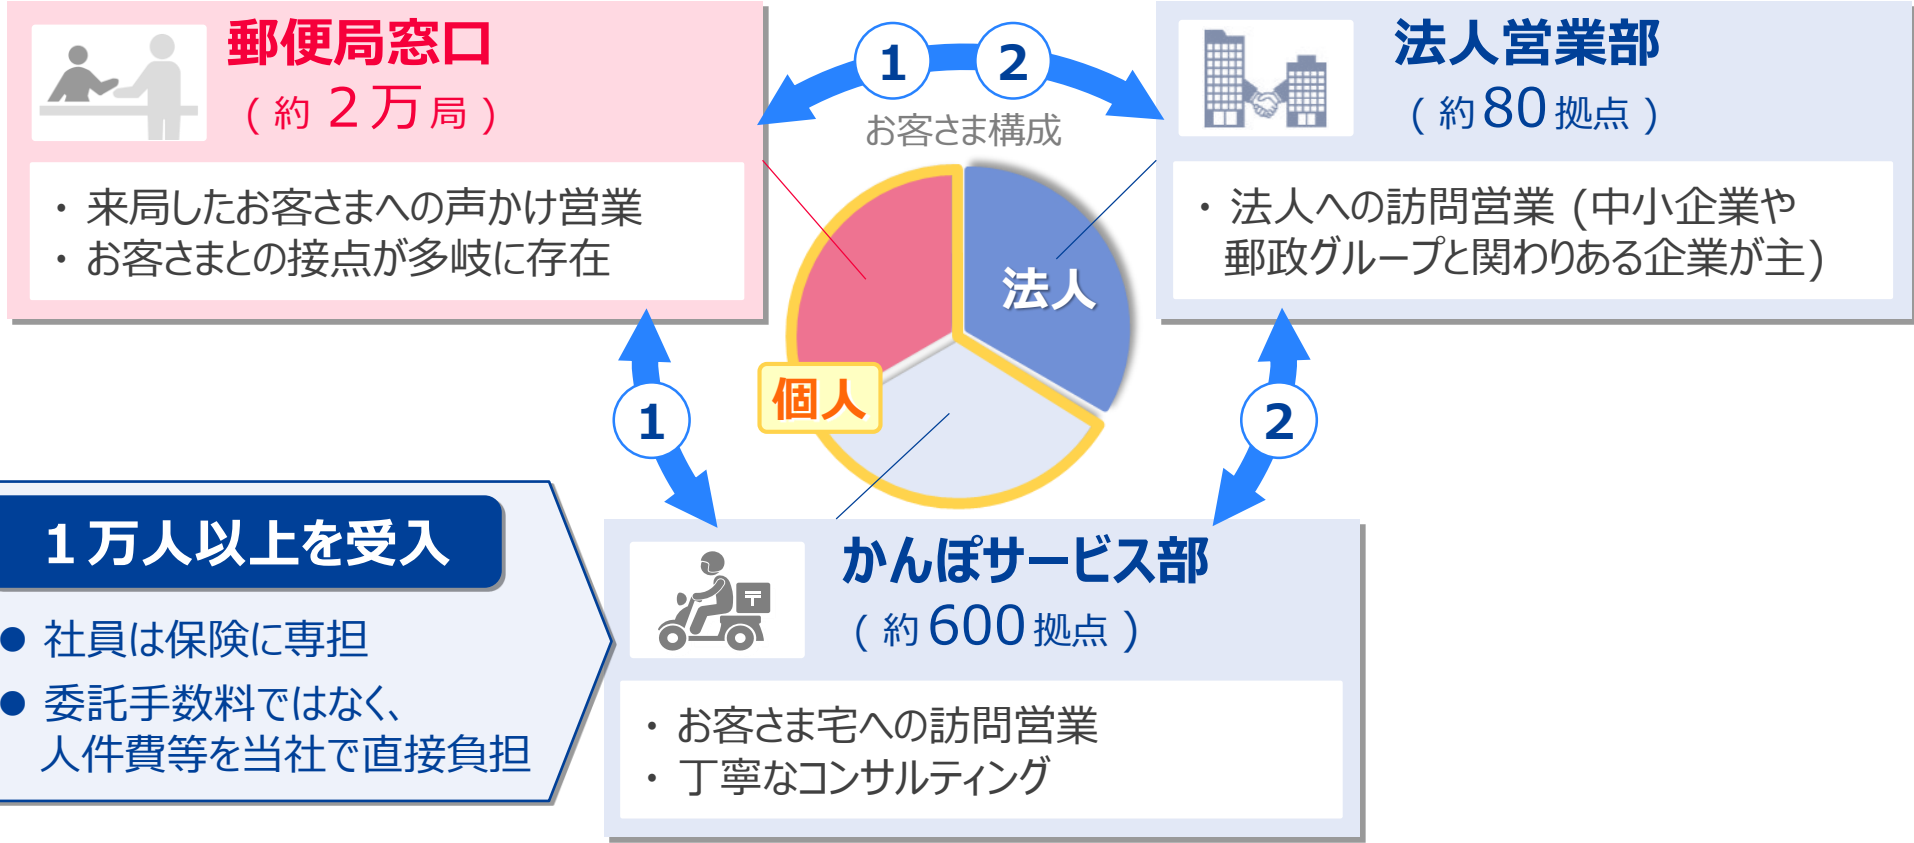 郵便局窓口
(約2万局)
・来局したお客さまへの声かけ営業
・お客さまとの接点が多岐に存在
1 2
お客さま構成
法人営業部
(約80拠点)
・法人への訪問営業 (中小企業や
郵政グループと関わりある企業が主)
法人
個人
1
2
1万人以上を受入
● 社員は保険に専担
● 委託手数料ではなく、
人件費等を当社で直接負担
かんぽサービス部
(約600拠点)
〒
・お客さま宅への訪問営業
・丁寧なコンサルティング